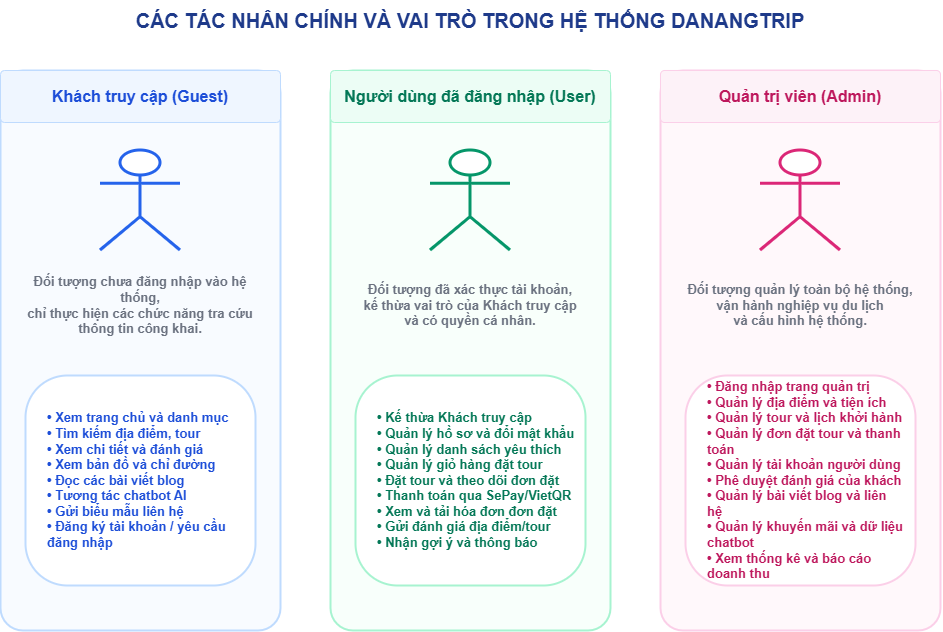 CÁC TÁC NHÂN CHÍNH VÀ VAI TRÒ TRONG HỆ THỐNG DANANGTRIP
Khách truy cập (Guest)
Đối tượng chưa đăng nhập vào hệ
thống,
chỉ thực hiện các chức năng tra cứu
thông tin công khai.
• Xem trang chủ và danh mục
• Tìm kiếm địa điểm, tour
• Xem chi tiết và đánh giá
• Xem bản đồ và chỉ đường
• Đọc các bài viết blog
• Tương tác chatbot AI
• Gửi biểu mẫu liên hệ
• Đăng ký tài khoản / yêu cầu
đăng nhập
Người dùng đã đăng nhập (User)
Đối tượng đã xác thực tài khoản,
kế thừa vai trò của Khách truy cập
và có quyền cá nhân.
• Kế thừa Khách truy cập
• Quản lý hồ sơ và đổi mật khẩu
• Quản lý danh sách yêu thích
• Quản lý giỏ hàng đặt tour
• Đặt tour và theo dõi đơn đặt
• Thanh toán qua SePay/VietQR
• Xem và tải hóa đơn đơn đặt
• Gửi đánh giá địa điểm/tour
• Nhận gợi ý và thông báo
Quản trị viên (Admin)
Đối tượng quản lý toàn bộ hệ thống,
vận hành nghiệp vụ du lịch
và cấu hình hệ thống.
• Đăng nhập trang quản trị
• Quản lý địa điểm và tiện ích
• Quản lý tour và lịch khởi hành
• Quản lý đơn đặt tour và thanh
toán
• Quản lý tài khoản người dùng
• Phê duyệt đánh giá của khách
• Quản lý bài viết blog và liên
hệ
• Quản lý khuyến mãi và dữ liệu
chatbot
• Xem thống kê và báo cáo
doanh thu